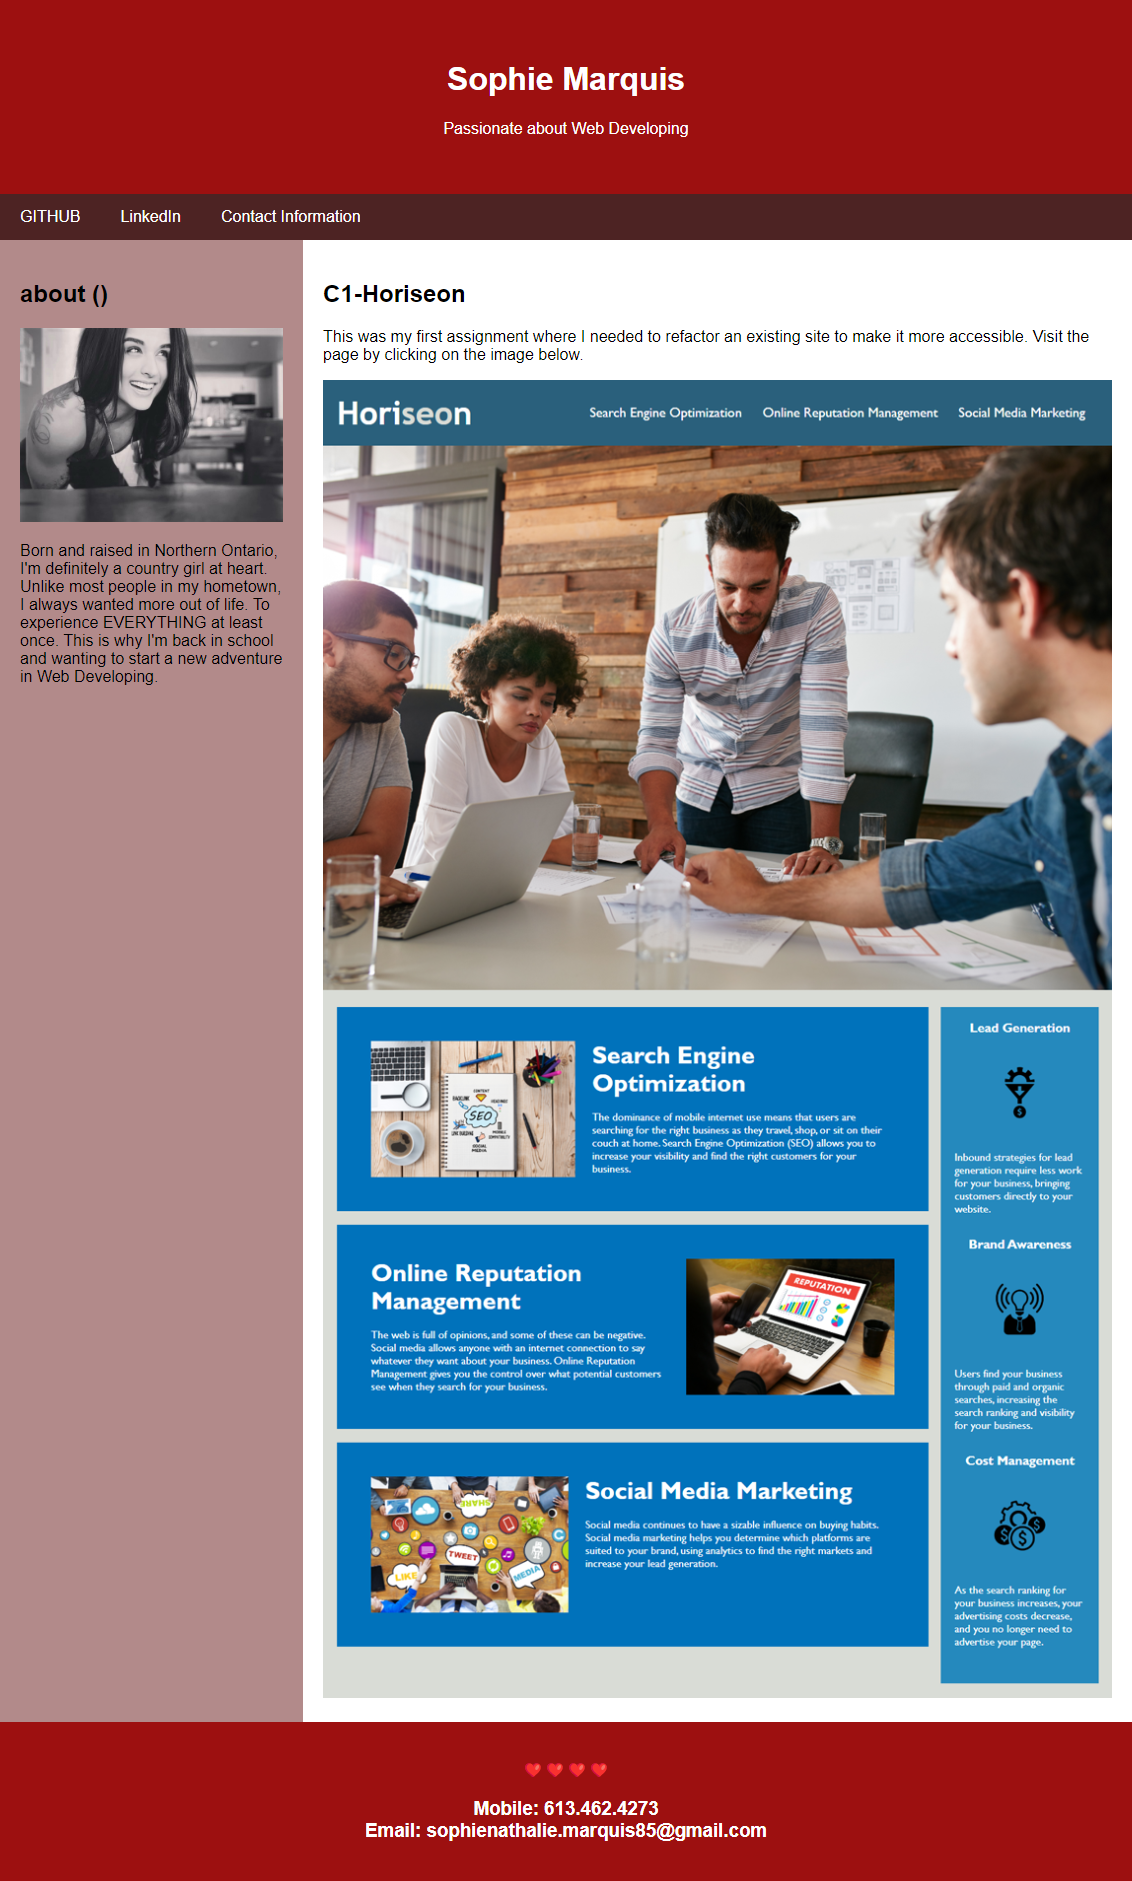 Sophie Marquis
Passionate about Web Developing
GITHUB
LinkedIn
Contact Information
about ()
Born and raised in Northern Ontario,
I'm definitely a country girl at heart.
Unlike most people in my hometown,
I always wanted more out of life. To
experience EVERYTHING at least
once. This is why I'm back in school
and wanting to start a new adventure
in Web Developing.
C1-Horiseon
This was my first assignment where I needed to refactor an existing site to make it more accessible. Visit the
page by clicking on the image below.
Horiseon
Search Engine Optimization
Online Reputation Management
Social Media Marketing
SEO
Search Engine
Optimization
The dominance of mobile internet use means that users are
searching for the right business as they travel, shop, or sit on their
couch at home. Search Engine Optimization (SEO) allows you to
increase your visibility and find the right customers for your
business.
Online Reputation
Management
The web is full of opinions, and some of these can be negative.
Social media allows anyone with an internet connection to say
whatever they want about your business. Online Reputation
Management gives you the control over what potential customers
see when they search for your business.
REPUTATION
SHARE
TWEET
LIKE
MEDIA
Social Media Marketing
Social media continues to have a sizable influence on buying habits.
Social media marketing helps you determine which platforms are
suited to your brand, using analytics to find the right markets and
increase your lead generation.
Lead Generation
Inbound strategies for lead
generation require less work
for your business, bringing
customers directly to your
website.
Brand Awareness
Users find your business
through paid and organic
searches, increasing the
search ranking and visibility
for your business.
Cost Management
As the search ranking for
your business increases, your
advertising costs decrease,
and you no longer need to
advertise your page.
Mobile: 613.462.4273
Email: sophienathalie.marquis85@gmail.com